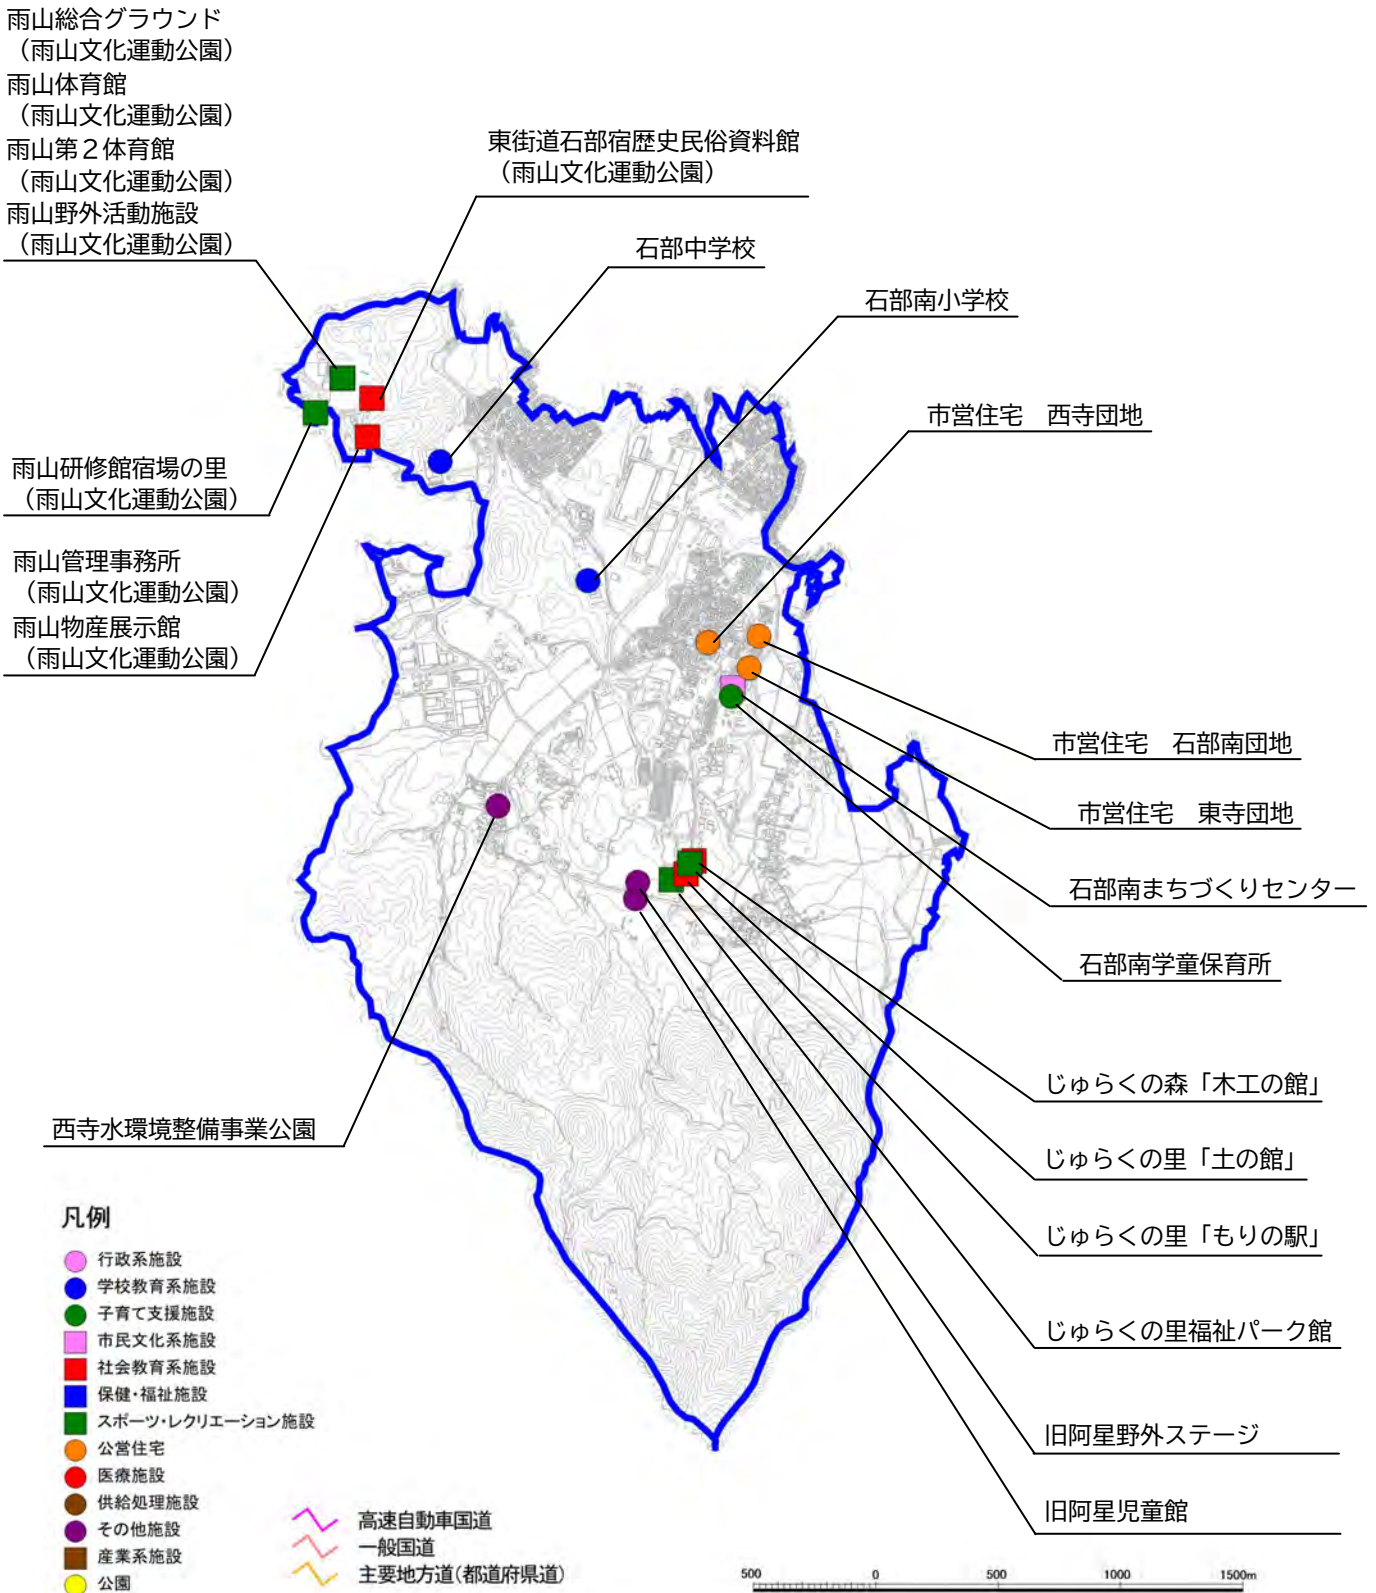 雨山総合グラウンド
（雨山文化運動公園）
雨山体育館
（雨山文化運動公園）
雨山第２体育館
（雨山文化運動公園）
雨山野外活動施設
（雨山文化運動公園）
東街道石部宿歴史民俗資料館
（雨山文化運動公園）
石部中学校
石部南小学校
市営住宅　西寺団地
雨山研修館宿場の里
（雨山文化運動公園）
雨山管理事務所
（雨山文化運動公園）
雨山物産展示館
（雨山文化運動公園）
市営住宅　石部南団地
市営住宅　東寺団地
石部南まちづくりセンター
石部南学童保育所
じゅらくの森「木工の館」
じゅらくの里「土の館」
じゅらくの里「もりの駅」
じゅらくの里福祉パーク館
旧阿星野外ステージ
旧阿星児童館
西寺水環境整備事業公園
凡例
行政系施設
学校教育系施設
子育て支援施設
市民文化系施設
社会教育系施設
保健・福祉施設
スポーツ・レクリエーション施設
公営住宅
医療施設
供給処理施設
その他施設
産業系施設
公園
高速自動車国道
一般国道
主要地方道（都道府県道）
500 0 500 1000 1500m